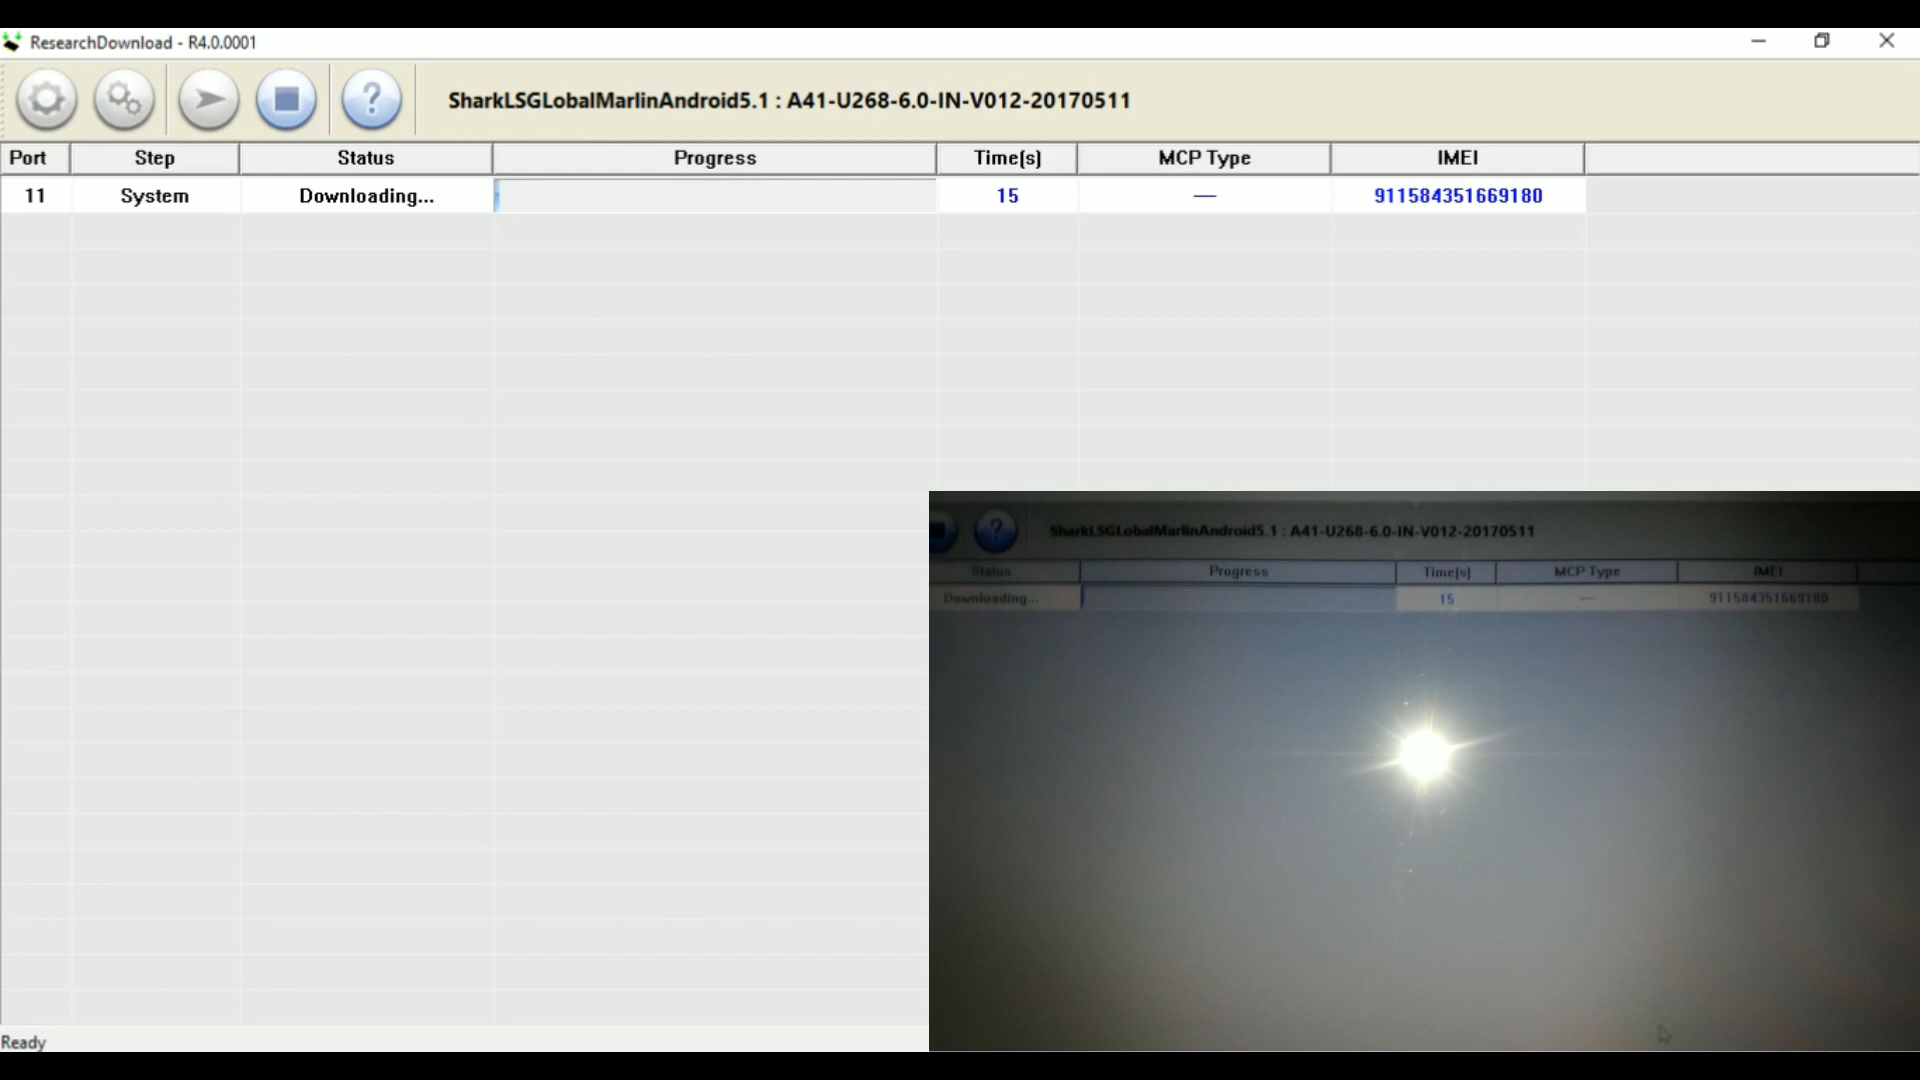 ResearchDownload - R4.0.0001
SharkLSGLobalMarlinAndroid5.1 : A41-U268-6.0-IN-V012-20170511
Port Step Status Progress Time(s) MCP Type IMEI
11 System Downloading... 15 — 911584351669180
Ready
SharkLSGLobalMarlinAndroid5.1 : A41-U268-6.0-IN-V012-20170511
Status Progress Time(s) MCP Type IMEI
Downloading... 15 — 911584351669180